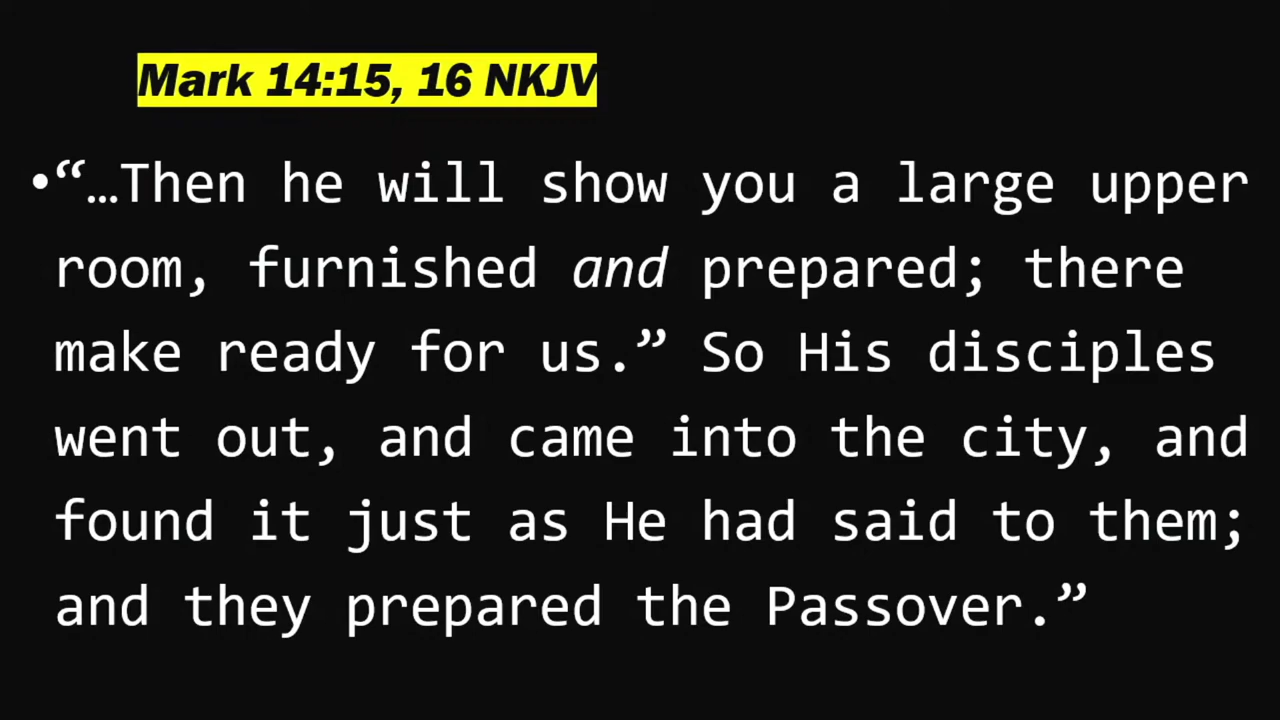 Mark 14:15, 16 NKJV
•“…Then he will show you a large upper
room, furnished and prepared; there
make ready for us.” So His disciples
went out, and came into the city, and
found it just as He had said to them;
and they prepared the Passover.”